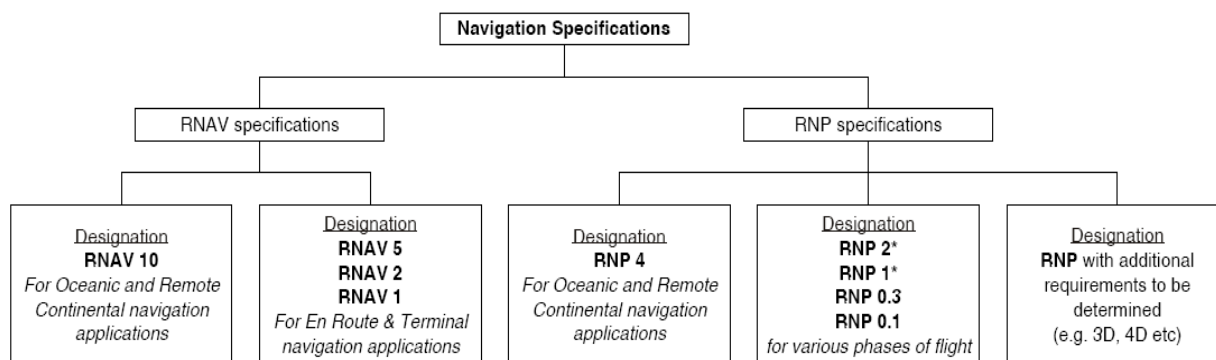 Navigation Specifications
RNAV specifications
RNP specifications
Designation
RNAV 10
For Oceanic and Remote
Continental navigation
applications
Designation
RNAV 5
RNAV 2
RNAV 1
For En Route & Terminal
navigation applications
Designation
RNP 4
For Oceanic and Remote
Continental navigation
applications
Designation
RNP 2*
RNP 1*
RNP 0.3
RNP 0.1
for various phases of flight
Designation
RNP with additional
requirements to be
determined
(e.g. 3D, 4D etc)